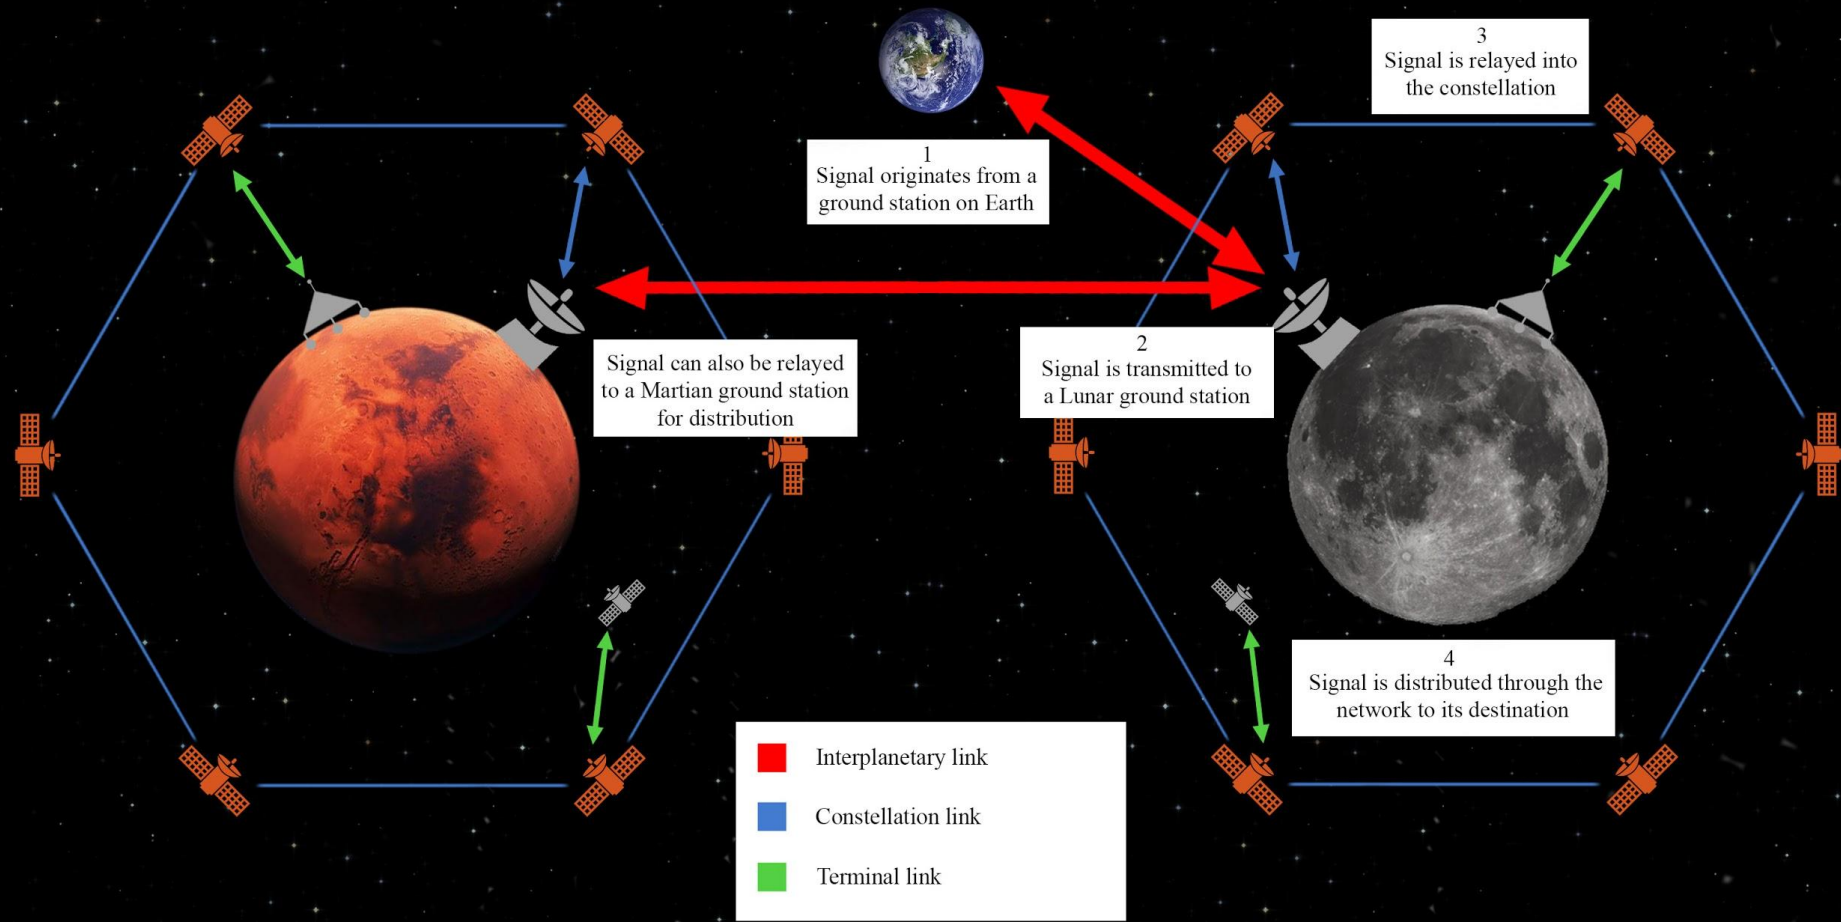 1
Signal originates from a
ground station on Earth
2
Signal is transmitted to
a Lunar ground station
3
Signal is relayed into
the constellation
4
Signal is distributed through the
network to its destination
Signal can also be relayed
to a Martian ground station
for distribution
Interplanetary link
Constellation link
Terminal link